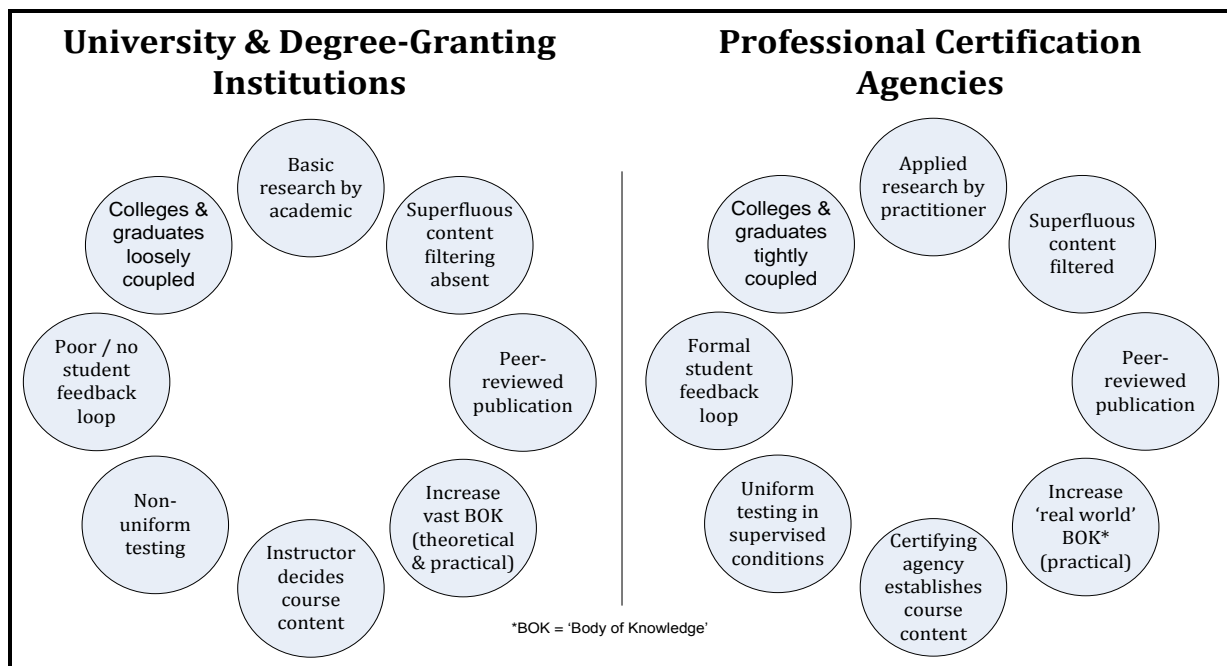 University & Degree-Granting
Institutions
Basic
research by
academic
Superfluous
content
filtering
absent
Peer-
reviewed
publication
Increase
vast BOK
(theoretical
& practical)
Instructor
decides
course
content
Non-
uniform
testing
Poor / no
student
feedback
loop
Colleges &
graduates
loosely
coupled
Professional Certification
Agencies
Applied
research by
practitioner
Superfluous
content
filtered
Peer-
reviewed
publication
Increase
‘real world’
BOK*
(practical)
Certifying
agency
establishes
course
content
Uniform
testing in
supervised
conditions
Formal
student
feedback
loop
Colleges &
graduates
tightly
coupled
*BOK = ‘Body of Knowledge’